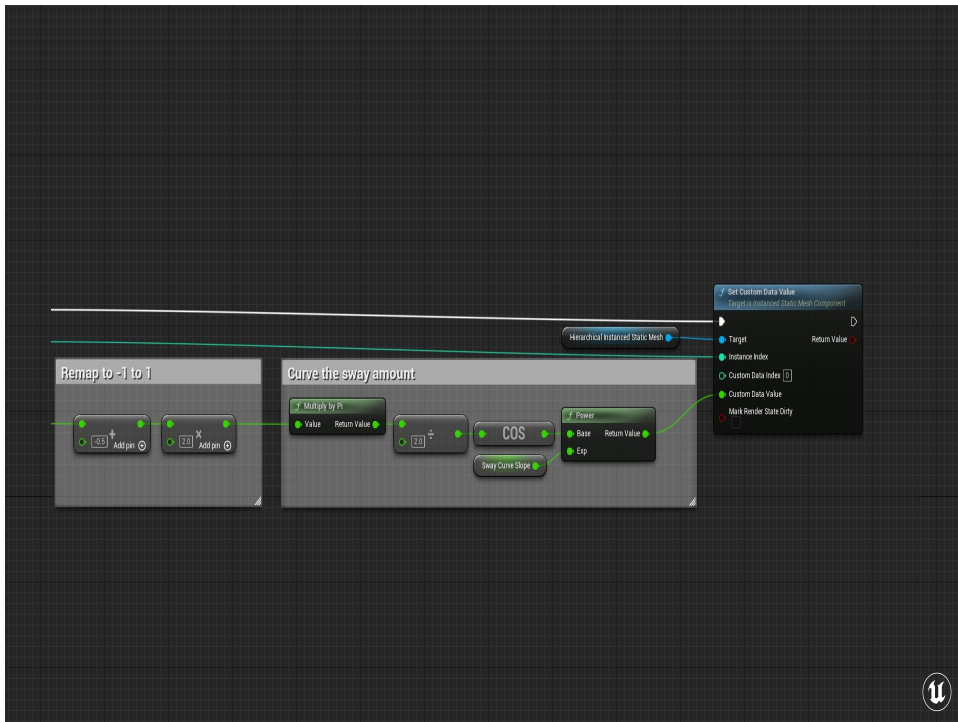 f Set Custom Data Value
Target is Instanced Static Mesh Component
Hierarchical Instanced Static Mesh
Target
Return Value
Instance Index
Custom Data Index 0
Custom Data Value
Mark Render State Dirty
Remap to -1 to 1
-0.5 + Add pin
2.0 x Add pin
Curve the sway amount
f Multiply by Pi
Value Return Value
2.0 ÷
COS
Sway Curve Slope
f Power
Base Return Value
Exp